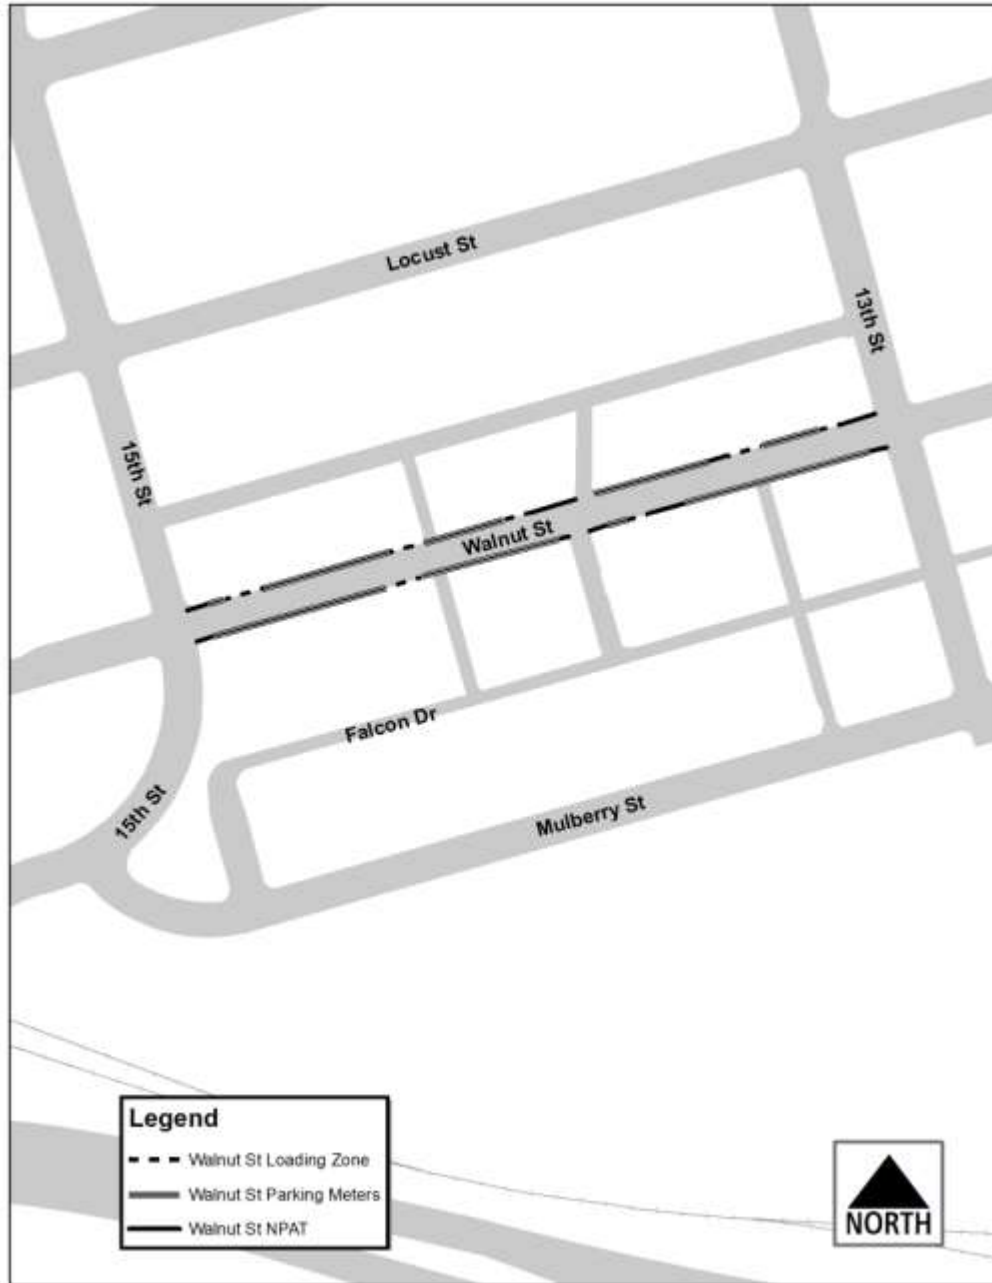 Locust St
13th St
15th St
Walnut St
Falcon Dr
15th St
Mulberry St
Legend
Walnut St Loading Zone
Walnut St Parking Meters
Walnut St NPAT
NORTH